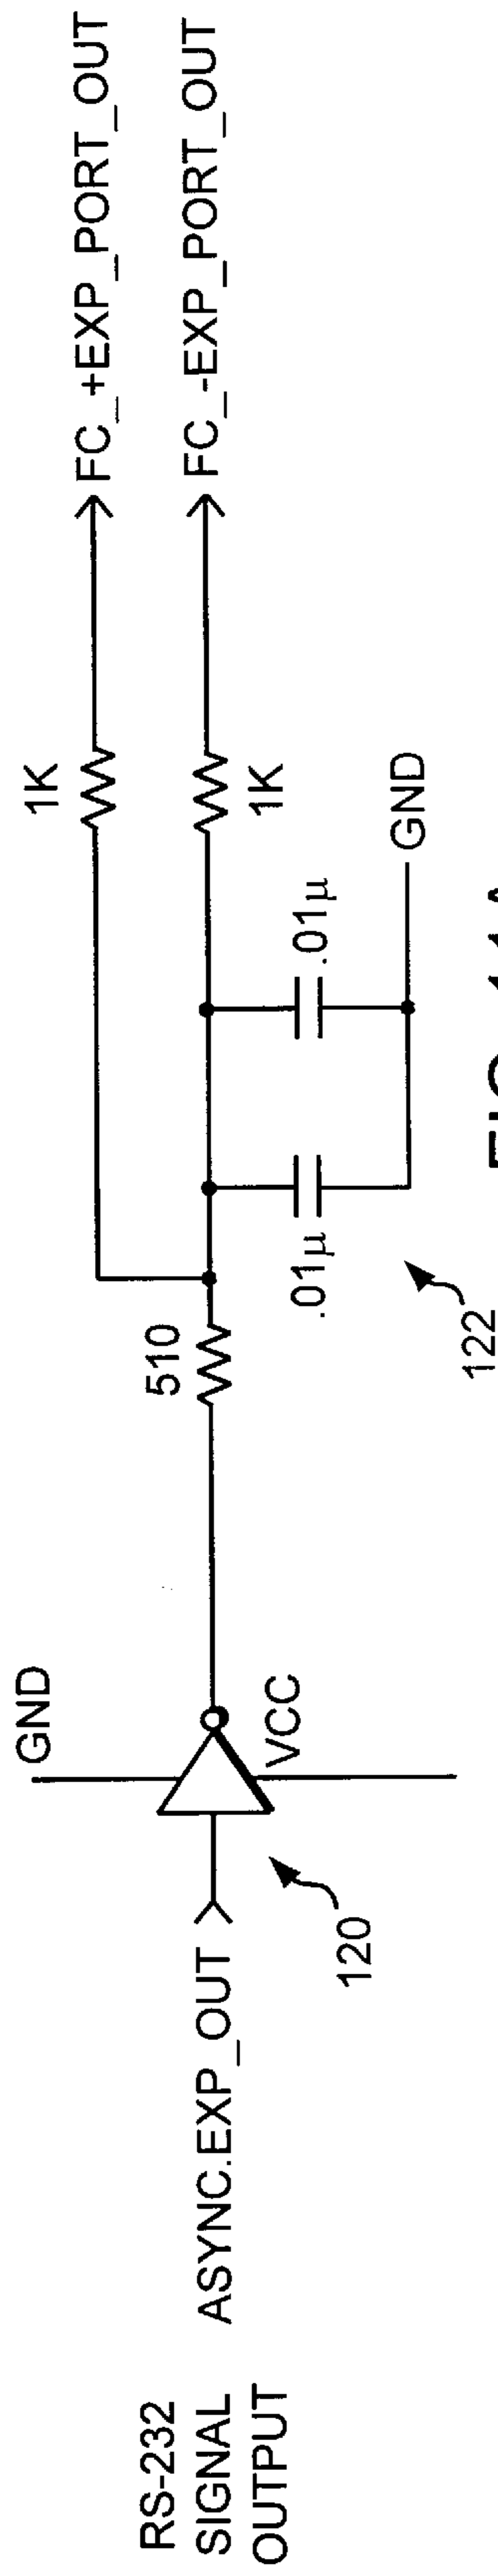 RS-232
SIGNAL
OUTPUT
ASYNC.EXP_OUT
120
GND
VCC
510
1K
FC_+EXP_PORT_OUT
FC_-EXP_PORT_OUT
1K
.01µ
.01µ
GND
122